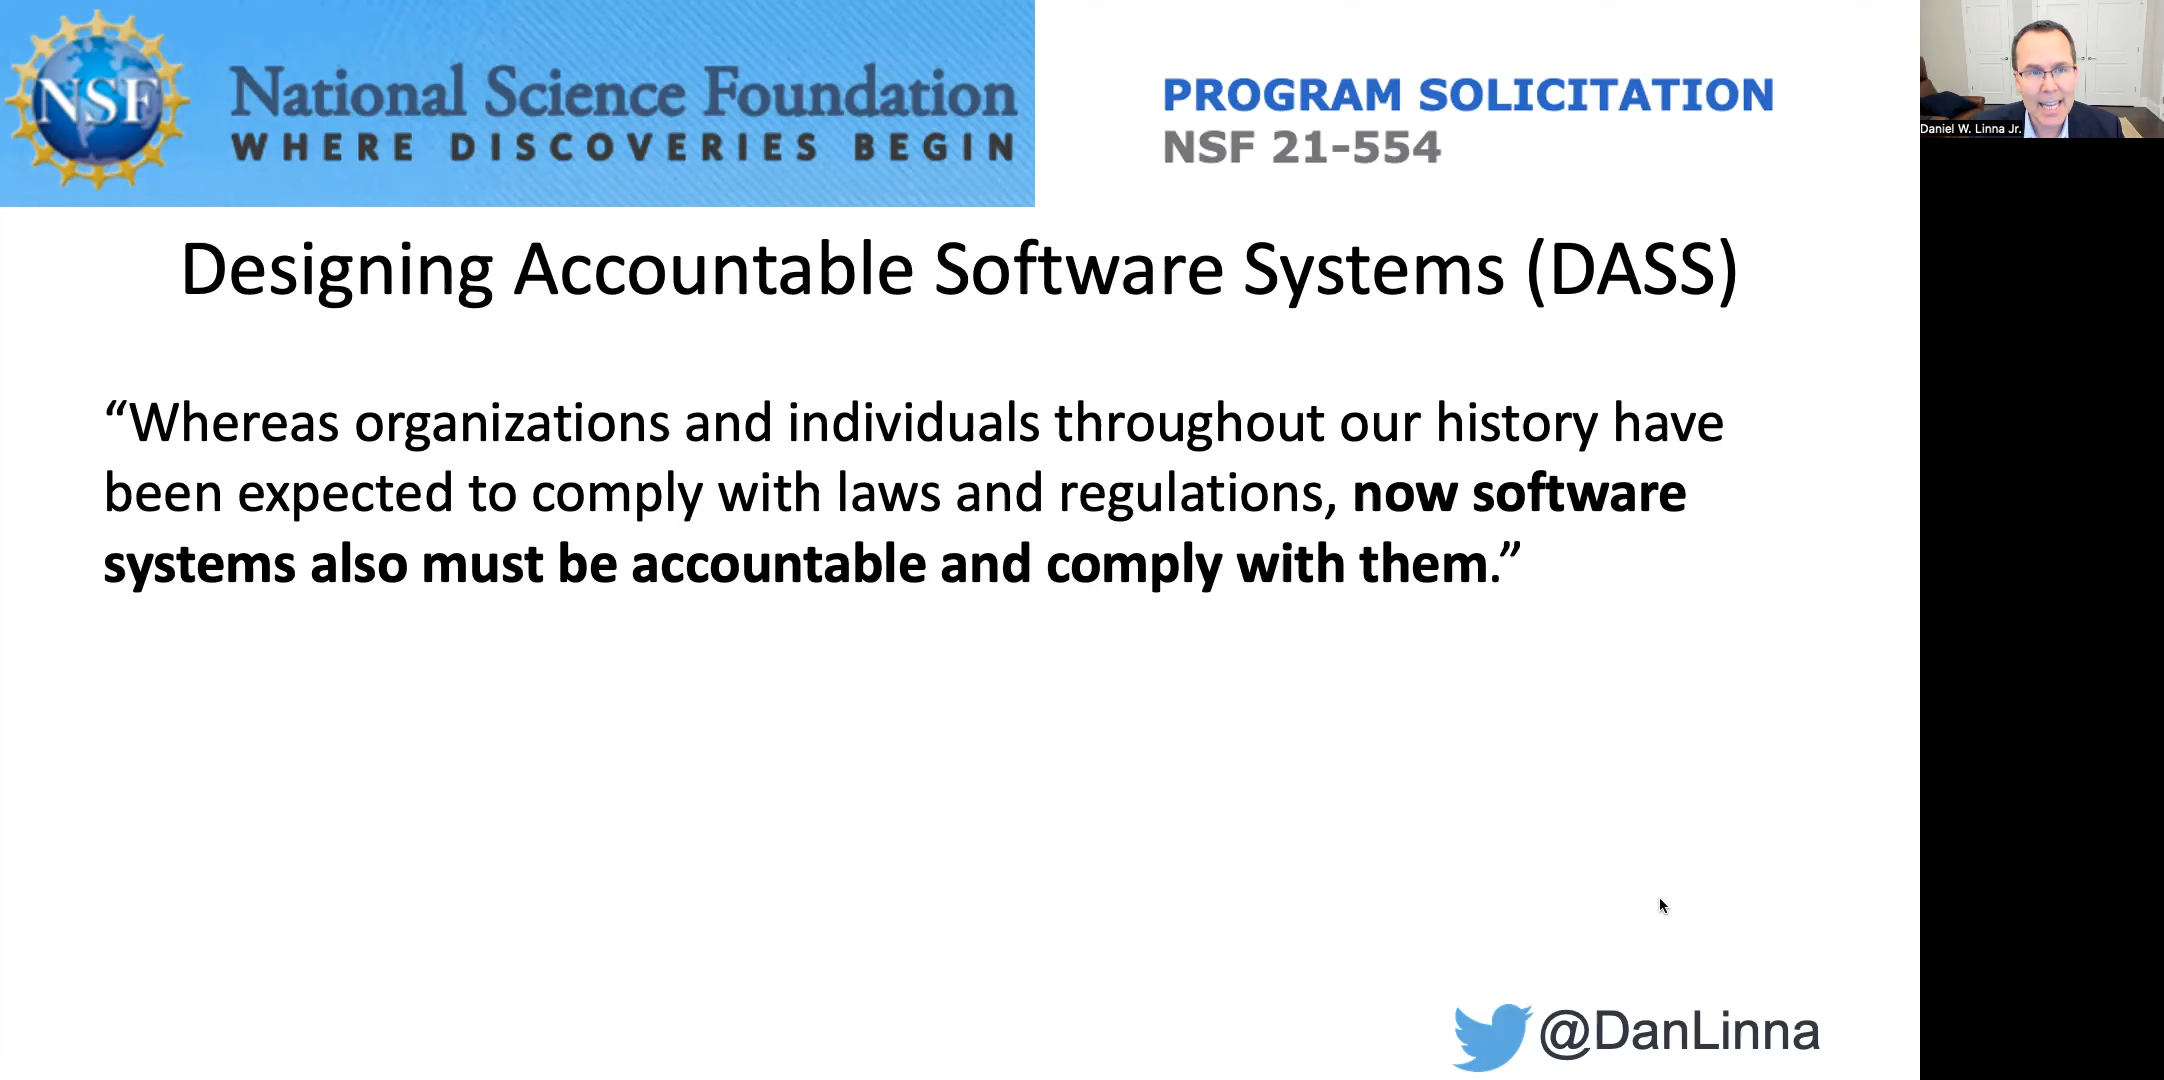 NSF
National Science Foundation
WHERE DISCOVERIES BEGIN
PROGRAM SOLICITATION
NSF 21-554
Daniel W. Linna Jr.
Designing Accountable Software Systems (DASS)
“Whereas organizations and individuals throughout our history have
been expected to comply with laws and regulations, now software
systems also must be accountable and comply with them.”
@DanLinna